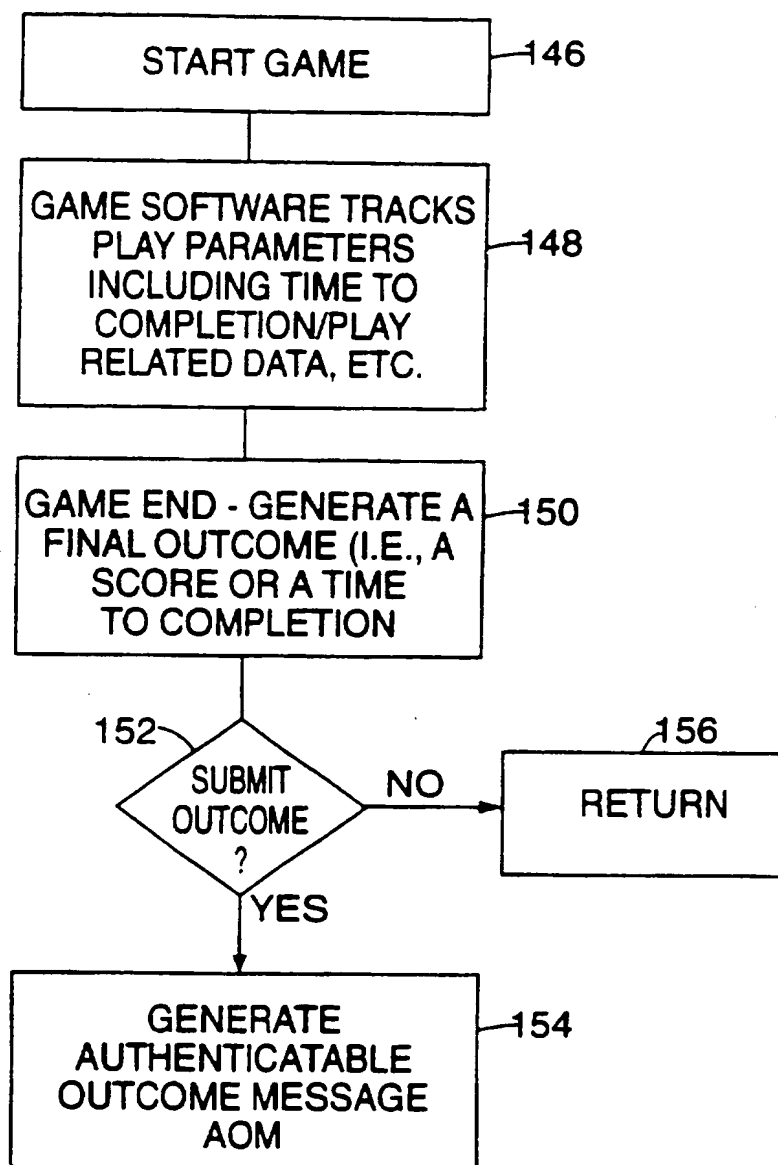 START GAME
146
GAME SOFTWARE TRACKS
PLAY PARAMETERS
INCLUDING TIME TO
COMPLETION/PLAY
RELATED DATA, ETC.
148
GAME END - GENERATE A
FINAL OUTCOME (I.E., A
SCORE OR A TIME
TO COMPLETION
150
152
SUBMIT
OUTCOME
?
NO
156
RETURN
YES
GENERATE
AUTHENTICATABLE
OUTCOME MESSAGE
AOM
154